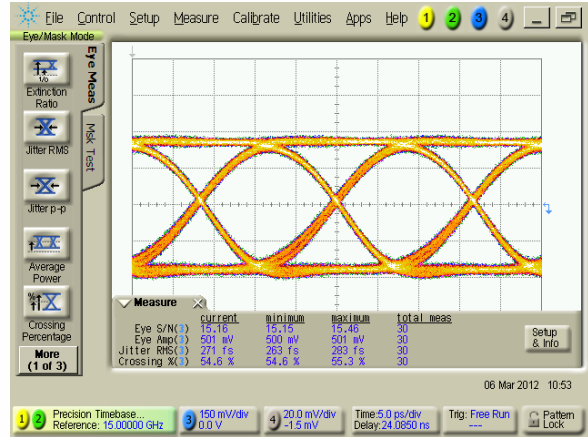 File Control Setup Measure Calibrate Utilities Apps Help 1 2 3 4
Eye/Mask Mode
Extinction
Ratio
Jitter RMS
Jitter p-p
Average
Power
Crossing
Percentage
More
(1 of 3)
Eye Meas
Msk Test
Measure
current minimum maximum total meas
Eye S/N(3) 15.16 15.15 15.46 30
Eye Amp(3) 501 mV 500 mV 501 mV 30
Jitter RMS(3) 271 fs 263 fs 283 fs 30
Crossing %(3) 54.6 % 54.6 % 55.3 % 30
Setup
& Info
06 Mar 2012 10:53
1 2 Precision Timebase...
Reference: 15.00000 GHz
3 150 mV/div
0.0 V
4 20.0 mV/div
-1.5 mV
Time:5.0 ps/div
Delay:24.0850 ns
Trig: Free Run
---
Pattern
Lock